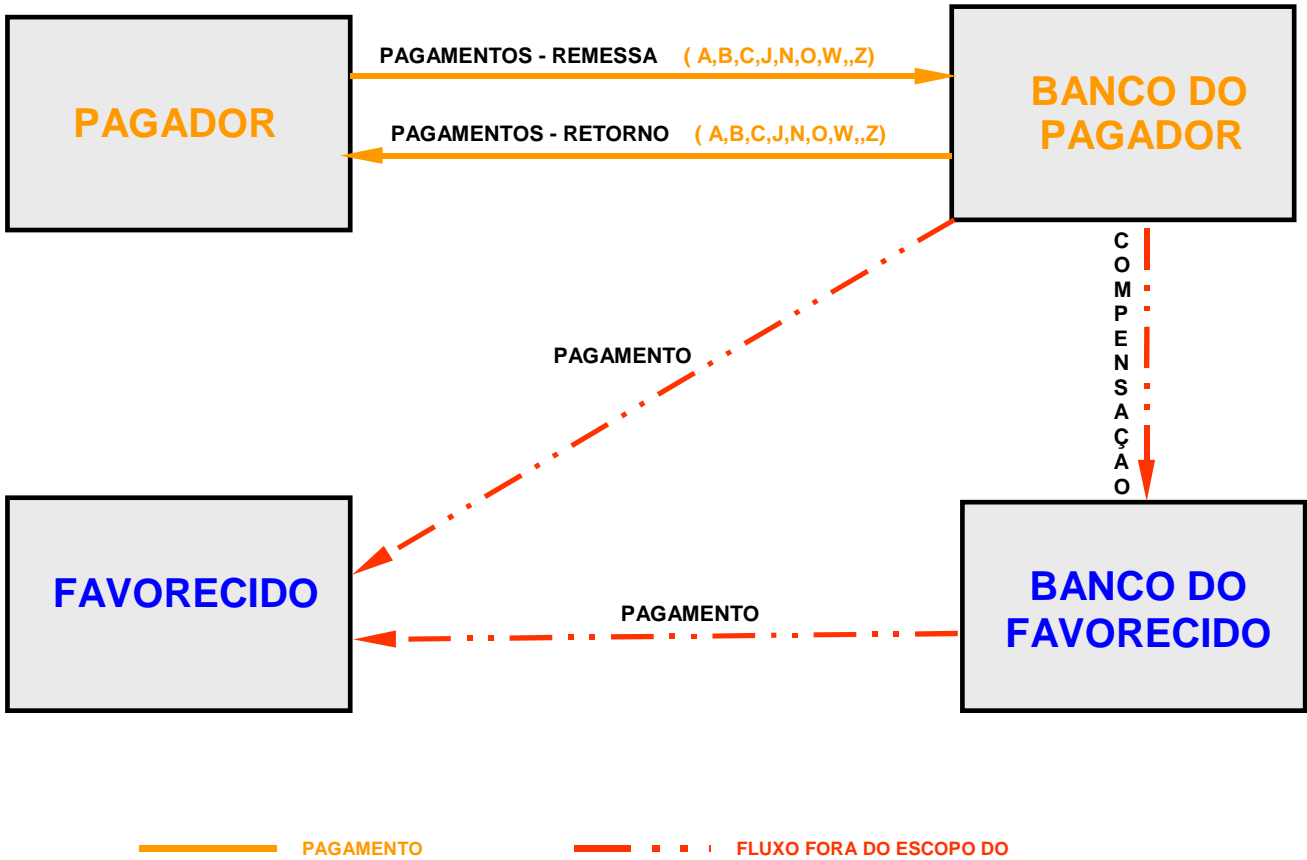 PAGAMENTOS - REMESSA ( A,B,C,J,N,O,W,,Z)
PAGADOR
BANCO DO
PAGADOR
PAGAMENTOS - RETORNO ( A,B,C,J,N,O,W,,Z)
COMPENSAÇAO
PAGAMENTO
FAVORECIDO
PAGAMENTO
BANCO DO
FAVORECIDO
PAGAMENTO
FLUXO FORA DO ESCOPO DO